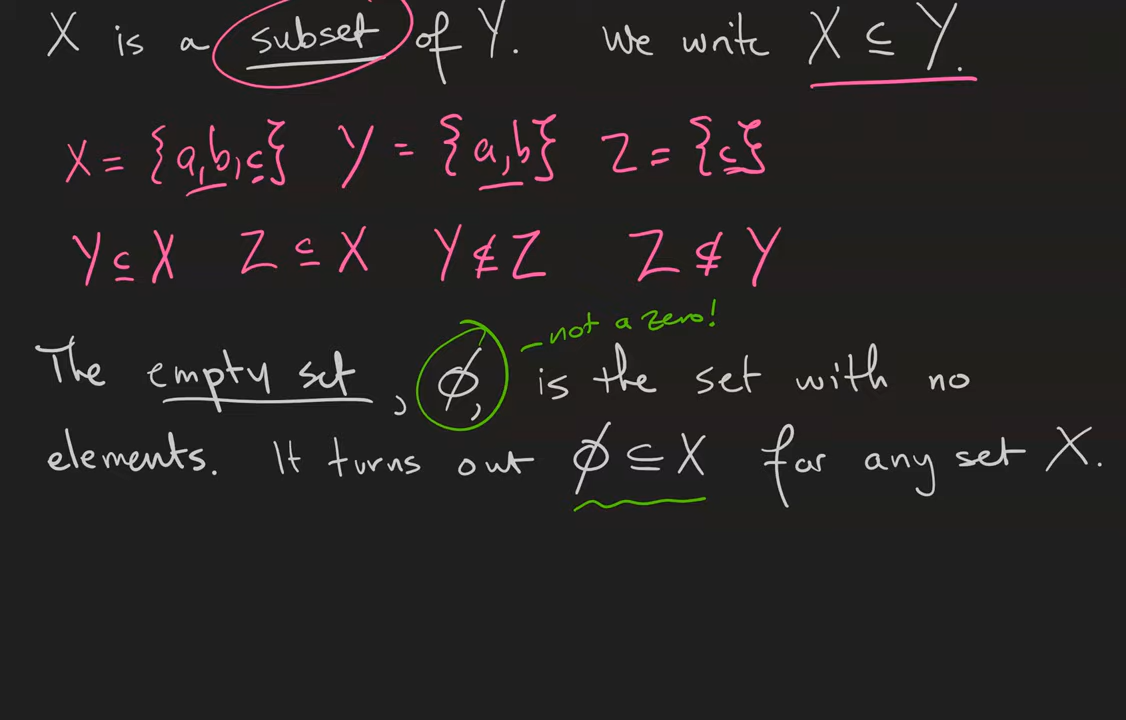 X is a subset of Y. We write X ⊆ Y.
X = {a,b,c} Y = {a,b} Z = {c}
Y ⊆ X Z ⊆ X Y ⊈ Z Z ⊈ Y
- not a zero!
The empty set, ∅, is the set with no
elements. It turns out ∅ ⊆ X for any set X.